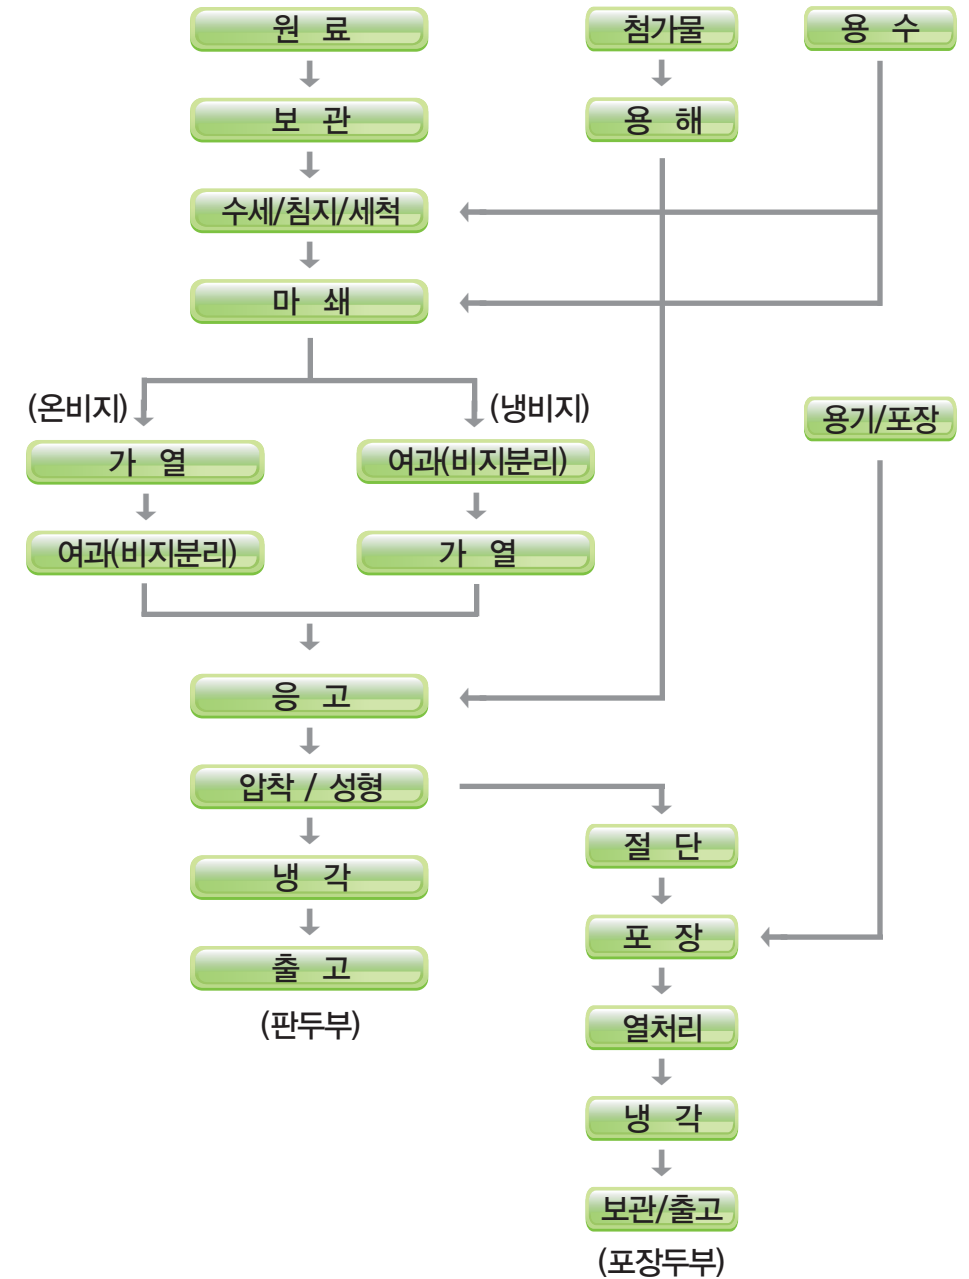 원 료
첨가물
용 수
보 관
용 해
수세/침지/세척
마 쇄
(온비지)
(냉비지)
용기/포장
가 열
여과(비지분리)
여과(비지분리)
가 열
응 고
압착 / 성형
절 단
냉 각
포 장
출 고
(판두부)
열처리
냉 각
보관/출고
(포장두부)